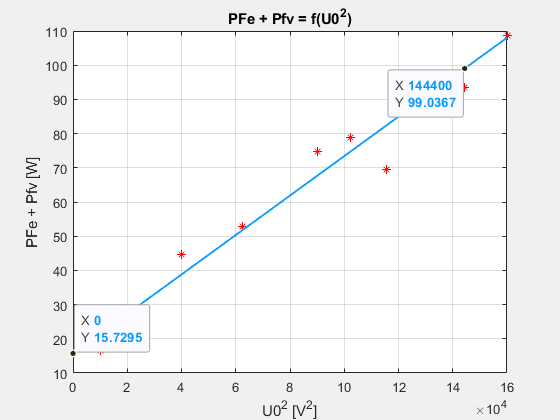 PFe + Pfv = f(U0²)
110
100
90
80
70
60
50
40
30
20
10
PFe + Pfv [W]
X 144400
Y 99.0367
X 0
Y 15.7295
0 2 4 6 8 10 12 14 16
×10⁴
U0² [V²]